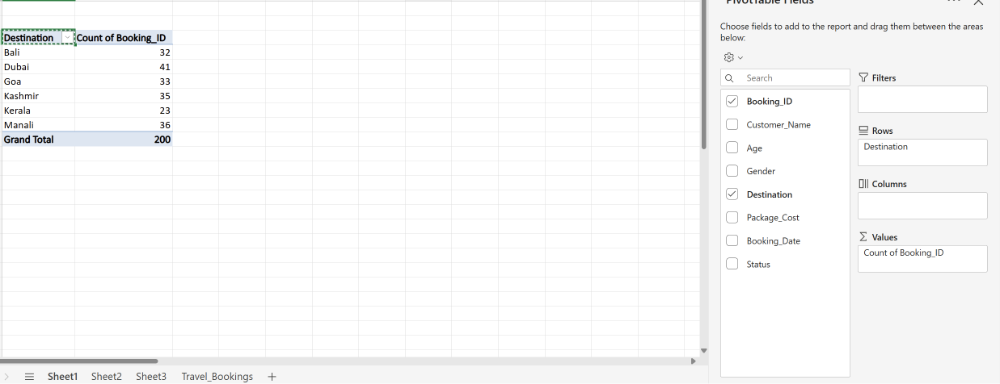 PivotTable Fields
Choose fields to add to the report and drag them between the areas
below:
Destination Count of Booking_ID
Bali 32
Dubai 41
Goa 33
Kashmir 35
Kerala 23
Manali 36
Grand Total 200
Search
Booking_ID
Customer_Name
Age
Gender
Destination
Package_Cost
Booking_Date
Status
Filters
Rows
Destination
Columns
Values
Count of Booking_ID
Sheet1 Sheet2 Sheet3 Travel_Bookings